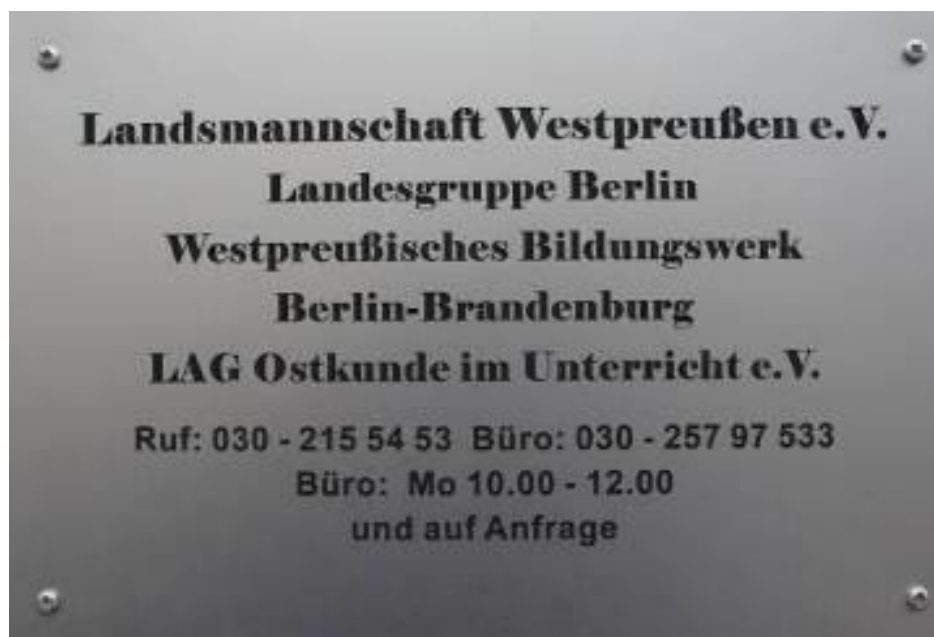 Landsmannschaft Westpreußen e.V.
Landesgruppe Berlin
Westpreußisches Bildungswerk
Berlin-Brandenburg
LAG Ostkunde im Unterricht e.V.
Ruf: 030 - 215 54 53 Büro: 030 - 257 97 533
Büro: Mo 10.00 - 12.00
und auf Anfrage